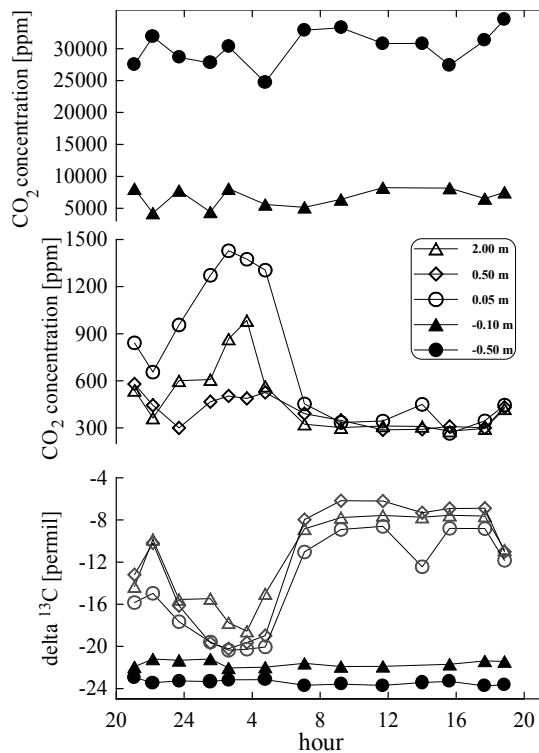 30000
25000
20000
15000
10000
5000
CO2 concentration [ppm]
1500
1200
900
600
300
CO2 concentration [ppm]
2.00 m
0.50 m
0.05 m
-0.10 m
-0.50 m
-4
-8
-12
-16
-20
-24
delta 13C [permil]
20 24 4 8 12 16 20
hour